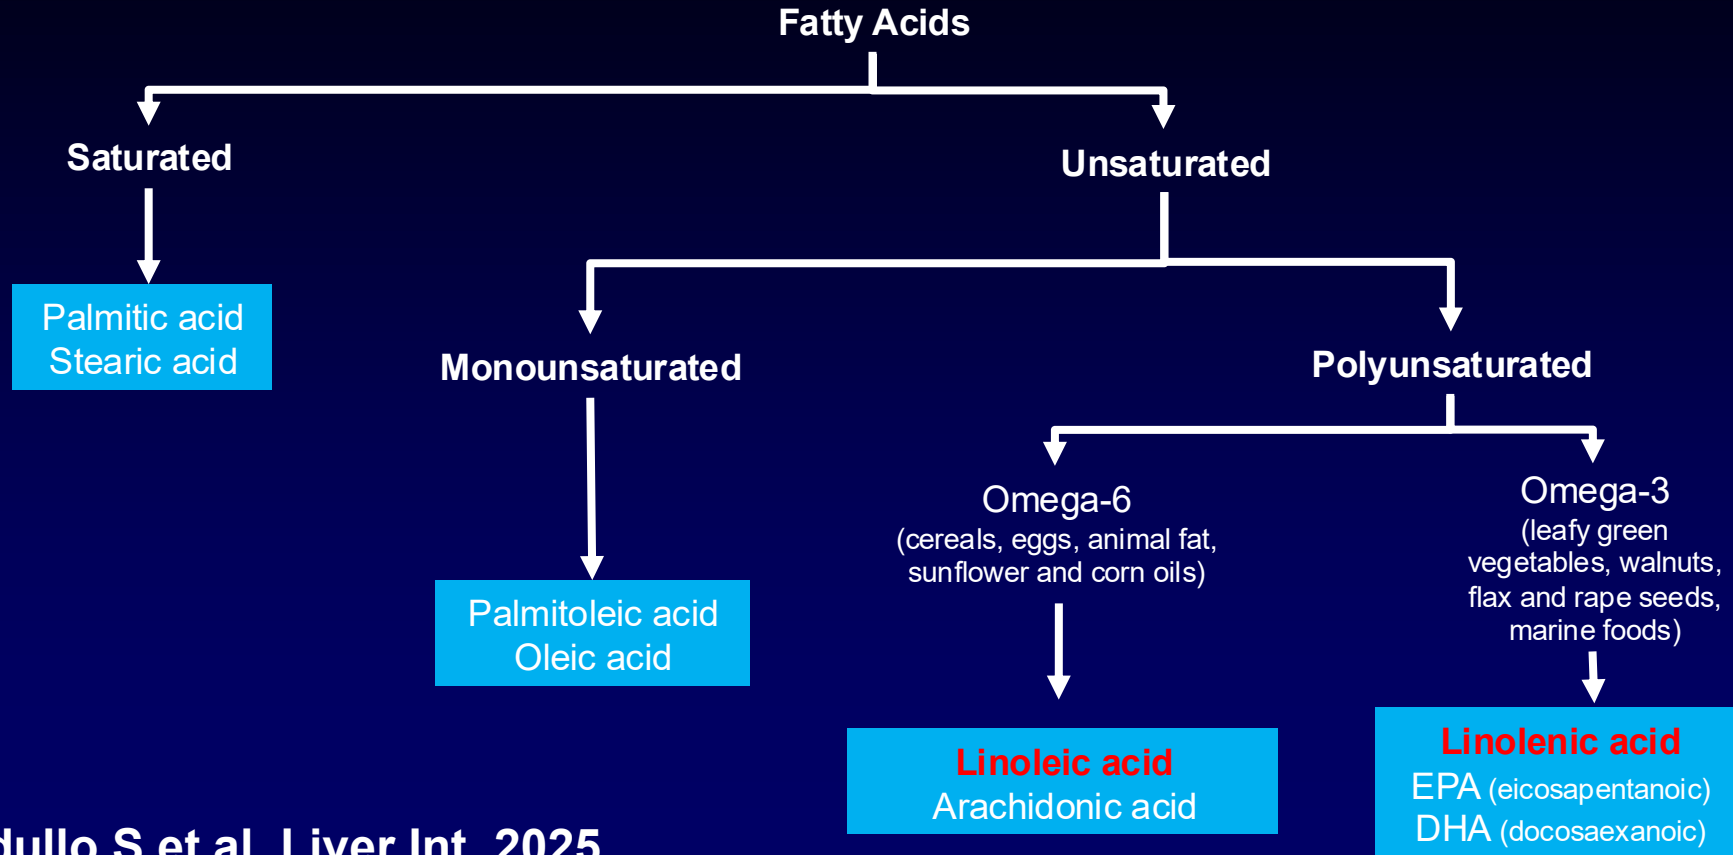 Fatty Acids
Saturated
Unsaturated
Palmitic acid
Stearic acid
Monounsaturated
Polyunsaturated
Omega-6
(cereals, eggs, animal fat,
sunflower and corn oils)
Omega-3
(leafy green
vegetables, walnuts,
flax and rape seeds,
marine foods)
Palmitoleic acid
Oleic acid
Linoleic acid
Arachidonic acid
Linolenic acid
EPA (eicosapentanoic)
DHA (docosaexanoic)
S et al. Liver Int. 2025